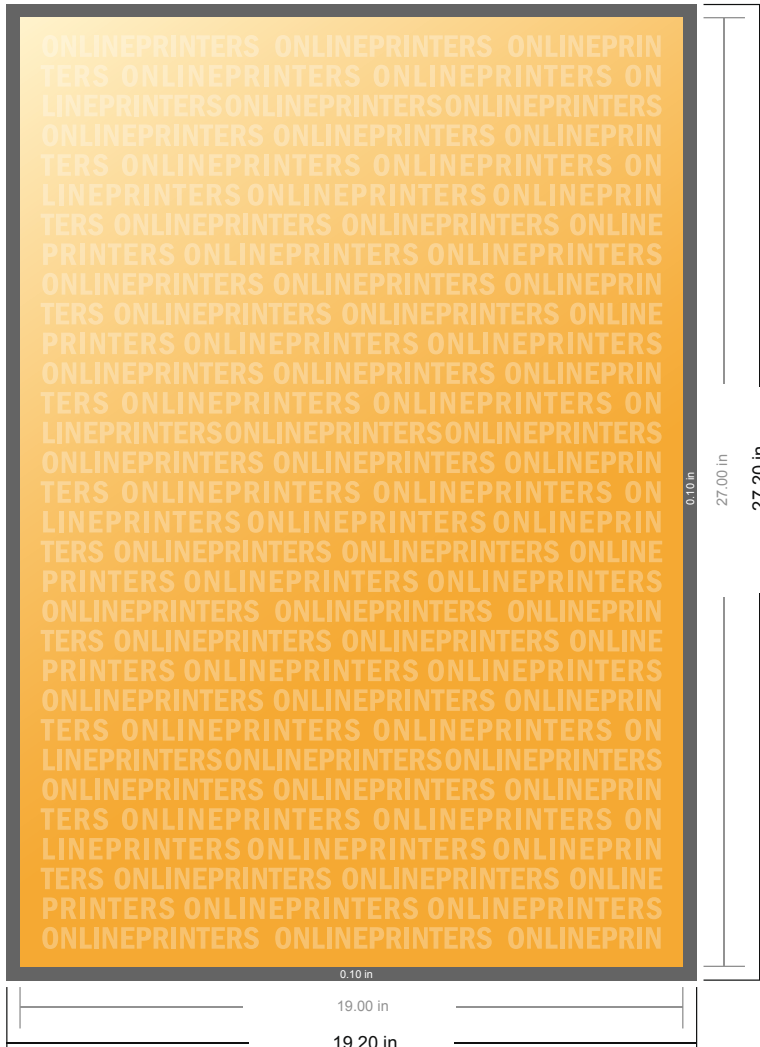 ONLINEPRINTERS ONLINEPRINTERS ONLINEPRIN
TERS ONLINEPRINTERS ONLINEPRINTERS ON
LINEPRINTERSONLINEPRINTERSONLINEPRINTERS
ONLINEPRINTERS ONLINEPRINTERS ONLINEPRIN
TERS ONLINEPRINTERS ONLINEPRINTERS ON
LINEPRINTERS ONLINEPRINTERS ONLINEPRIN
TERS ONLINEPRINTERS ONLINEPRINTERS ONLINE
PRINTERS ONLINEPRINTERS ONLINEPRINTERS
ONLINEPRINTERS ONLINEPRINTERS ONLINEPRIN
TERS ONLINEPRINTERS ONLINEPRINTERS ONLINE
PRINTERS ONLINEPRINTERS ONLINEPRINTERS
ONLINEPRINTERS ONLINEPRINTERS ONLINEPRIN
TERS ONLINEPRINTERS ONLINEPRINTERS ON
LINEPRINTERSONLINEPRINTERSONLINEPRINTERS
ONLINEPRINTERS ONLINEPRINTERS ONLINEPRIN
TERS ONLINEPRINTERS ONLINEPRINTERS ON
LINEPRINTERS ONLINEPRINTERS ONLINEPRIN
TERS ONLINEPRINTERS ONLINEPRINTERS ONLINE
PRINTERS ONLINEPRINTERS ONLINEPRINTERS
ONLINEPRINTERS ONLINEPRINTERS ONLINEPRIN
TERS ONLINEPRINTERS ONLINEPRINTERS ONLINE
PRINTERS ONLINEPRINTERS ONLINEPRINTERS
ONLINEPRINTERS ONLINEPRINTERS ONLINEPRIN
TERS ONLINEPRINTERS ONLINEPRINTERS ON
LINEPRINTERSONLINEPRINTERSONLINEPRINTERS
ONLINEPRINTERS ONLINEPRINTERS ONLINEPRIN
TERS ONLINEPRINTERS ONLINEPRINTERS ON
LINEPRINTERS ONLINEPRINTERS ONLINEPRIN
TERS ONLINEPRINTERS ONLINEPRINTERS ONLINE
PRINTERS ONLINEPRINTERS ONLINEPRINTERS
ONLINEPRINTERS ONLINEPRINTERS ONLINEPRIN
0.10 in
27.00 in
27.20 in
0.10 in
19.00 in
19.20 in